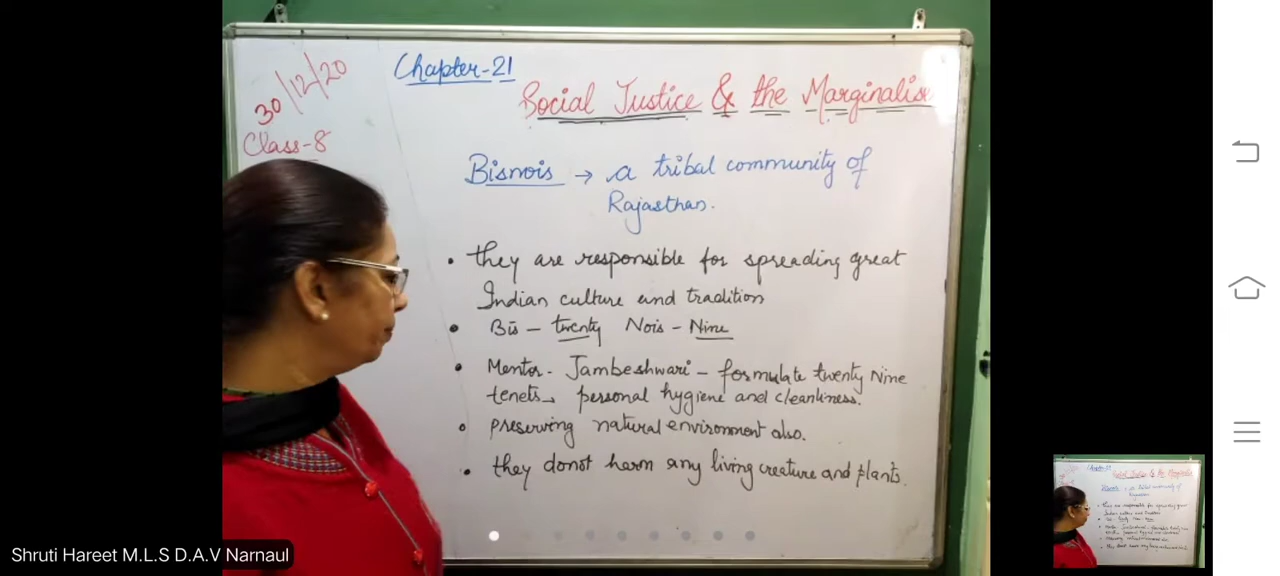 30/12/20
Class-8
Chapter-21
Social Justice & the Marginalise
Bisnois → a tribal community of
Rajasthan.
• they are responsible for spreading great
Indian culture and tradition
• Bis - twenty Nois - Nine
• Mentor - Jambeshwari - formulate twenty Nine
tenets → personal hygiene and cleanliness.
• preserving natural environment also.
• they donot harm any living creature and plants.
Shruti Hareet M.L.S D.A.V Narnaul